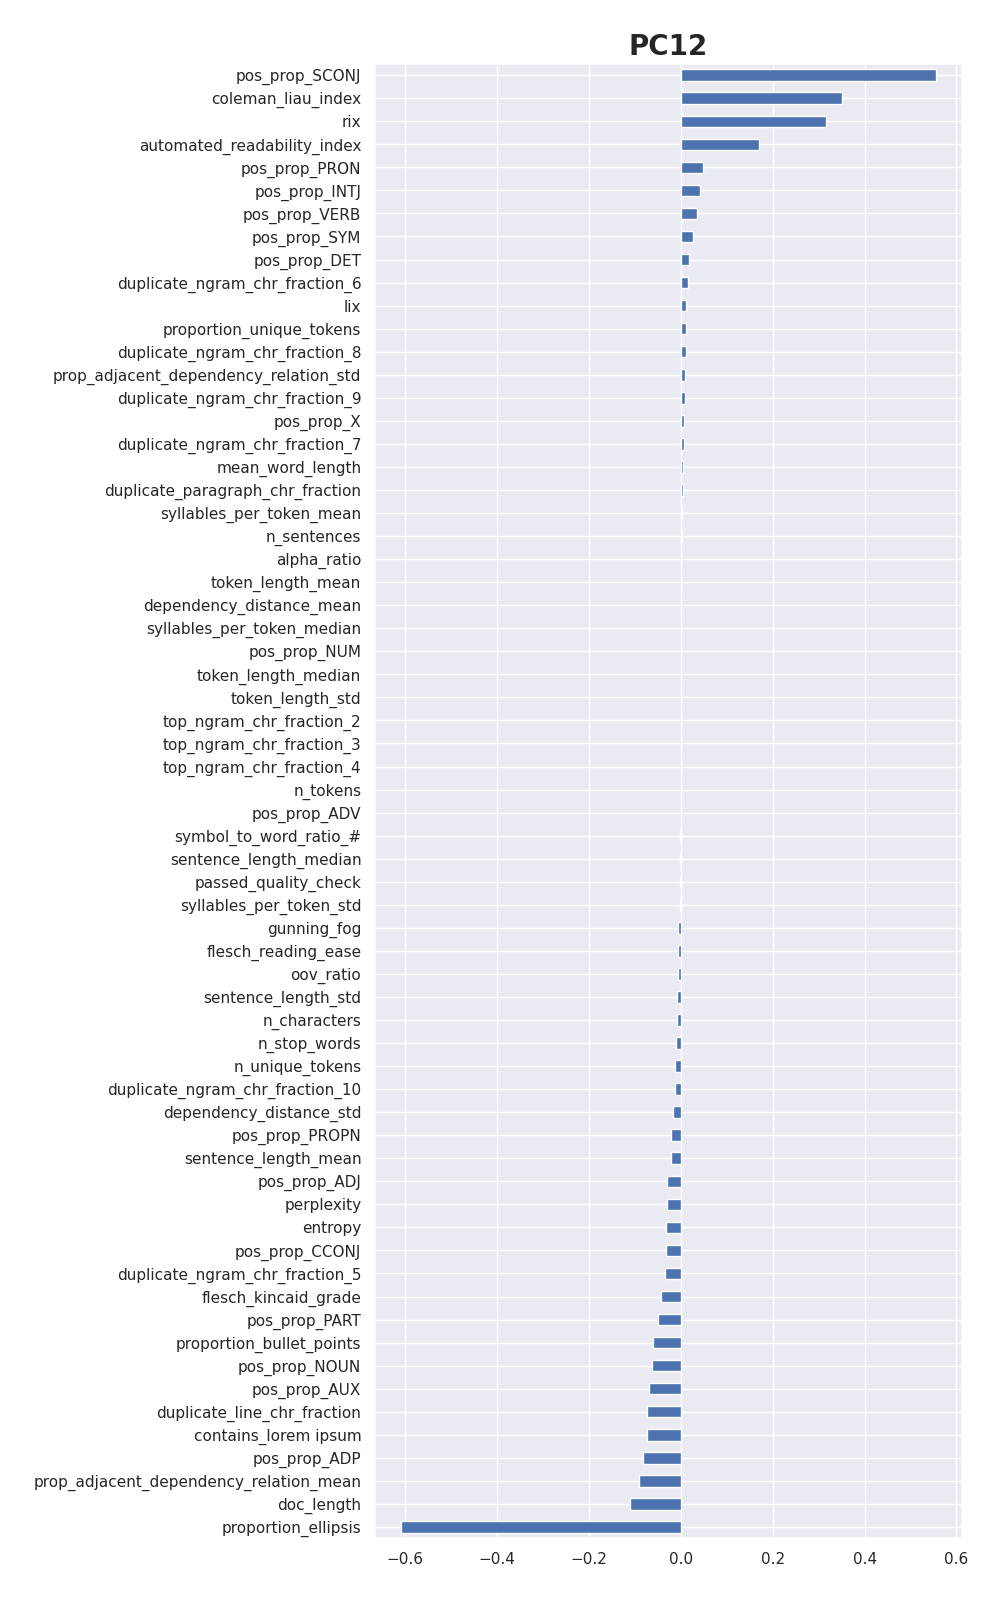 PC12
pos_prop_SCONJ
coleman_liau_index
rix
automated_readability_index
pos_prop_PRON
pos_prop_INTJ
pos_prop_VERB
pos_prop_SYM
pos_prop_DET
duplicate_ngram_chr_fraction_6
lix
proportion_unique_tokens
duplicate_ngram_chr_fraction_8
prop_adjacent_dependency_relation_std
duplicate_ngram_chr_fraction_9
pos_prop_X
duplicate_ngram_chr_fraction_7
mean_word_length
duplicate_paragraph_chr_fraction
syllables_per_token_mean
n_sentences
alpha_ratio
token_length_mean
dependency_distance_mean
syllables_per_token_median
pos_prop_NUM
token_length_median
token_length_std
top_ngram_chr_fraction_2
top_ngram_chr_fraction_3
top_ngram_chr_fraction_4
n_tokens
pos_prop_ADV
symbol_to_word_ratio_#
sentence_length_median
passed_quality_check
syllables_per_token_std
gunning_fog
flesch_reading_ease
oov_ratio
sentence_length_std
n_characters
n_stop_words
n_unique_tokens
duplicate_ngram_chr_fraction_10
dependency_distance_std
pos_prop_PROPN
sentence_length_mean
pos_prop_ADJ
perplexity
entropy
pos_prop_CCONJ
duplicate_ngram_chr_fraction_5
flesch_kincaid_grade
pos_prop_PART
proportion_bullet_points
pos_prop_NOUN
pos_prop_AUX
duplicate_line_chr_fraction
contains_lorem ipsum
pos_prop_ADP
prop_adjacent_dependency_relation_mean
doc_length
proportion_ellipsis
−0.6 −0.4 −0.2 0.0 0.2 0.4 0.6